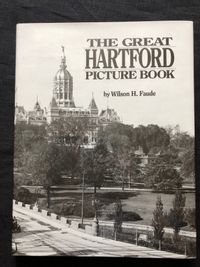 THE GREAT
HARTFORD
PICTURE BOOK
by Wilson H. Faude